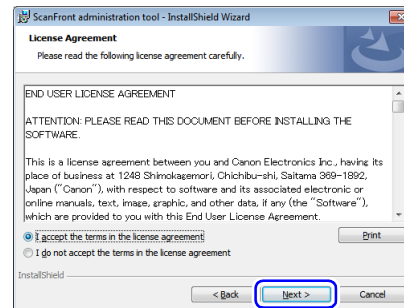 ScanFront administration tool - InstallShield Wizard
License Agreement
Please read the following license agreement carefully.
END USER LICENSE AGREEMENT
ATTENTION: PLEASE READ THIS DOCUMENT BEFORE INSTALLING THE
SOFTWARE.
This is a license agreement between you and Canon Electronics Inc., having its
place of business at 1248 Shimokagemori, Chichibu-shi, Saitama 369-1892,
Japan ("Canon"), with respect to software and its associated electronic or
online manuals, text, image, graphic, and other data, if any (the "Software"),
which are provided to you with this End User License Agreement.
I accept the terms in the license agreement
Print
I do not accept the terms in the license agreement
InstallShield
< Back
Next >
Cancel